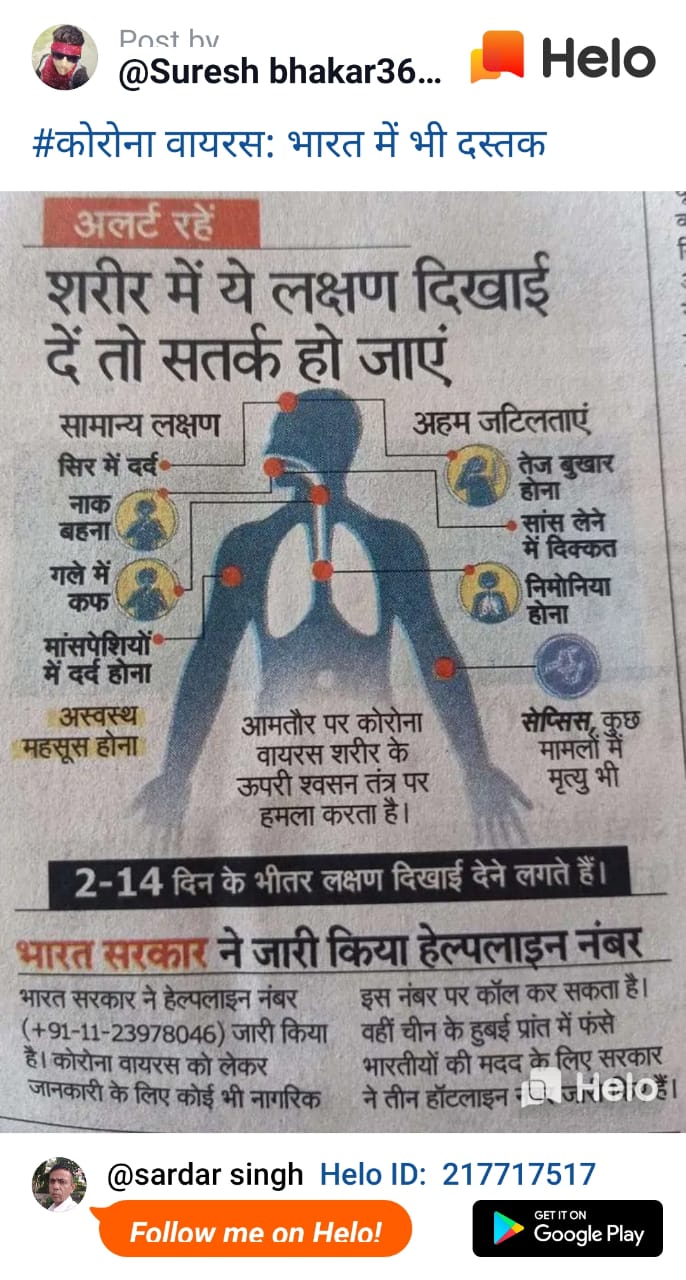 Post by
@Suresh bhakar36...
Helo
#कोरोना वायरस: भारत में भी दस्तक
अलर्ट रहें
शरीर में ये लक्षण दिखाई
दें तो सतर्क हो जाएं
सामान्य लक्षण
सिर में दर्द
नाक
बहना
गले में
कफ
मांसपेशियों
में दर्द होना
अस्वस्थ
महसूस होना
अहम जटिलताएं
तेज बुखार
होना
सांस लेने
में दिक्कत
निमोनिया
होना
सेप्सिस, कुछ
मामलों में
मृत्यु भी
आमतौर पर कोरोना
वायरस शरीर के
ऊपरी श्वसन तंत्र पर
हमला करता है।
2-14 दिन के भीतर लक्षण दिखाई देने लगते हैं।
भारत सरकार ने जारी किया हेल्पलाइन नंबर
भारत सरकार ने हेल्पलाइन नंबर
(+91-11-23978046) जारी किया
है। कोरोना वायरस को लेकर
जानकारी के लिए कोई भी नागरिक
इस नंबर पर कॉल कर सकता है।
वहीं चीन के हुबई प्रांत में फंसे
भारतीयों की मदद के लिए सरकार
ने तीन हॉटलाइन हैं।
Helo
@sardar singh Helo ID: 217717517
Follow me on Helo!
GET IT ON
Google Play